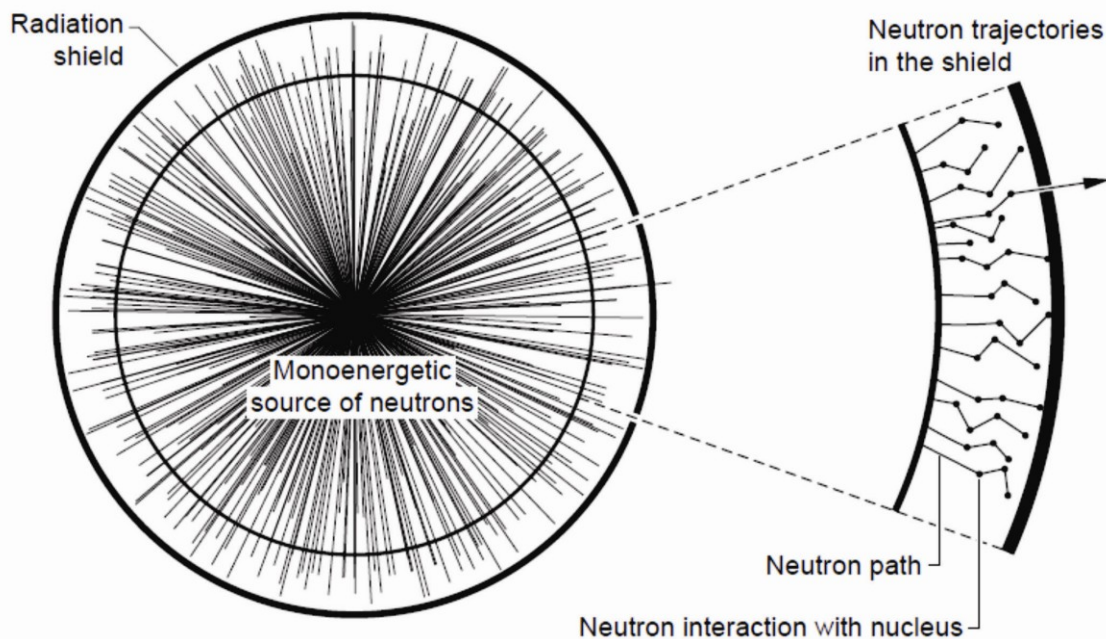 Radiation
shield
Neutron trajectories
in the shield
Monoenergetic
source of neutrons
Neutron path
Neutron interaction with nucleus